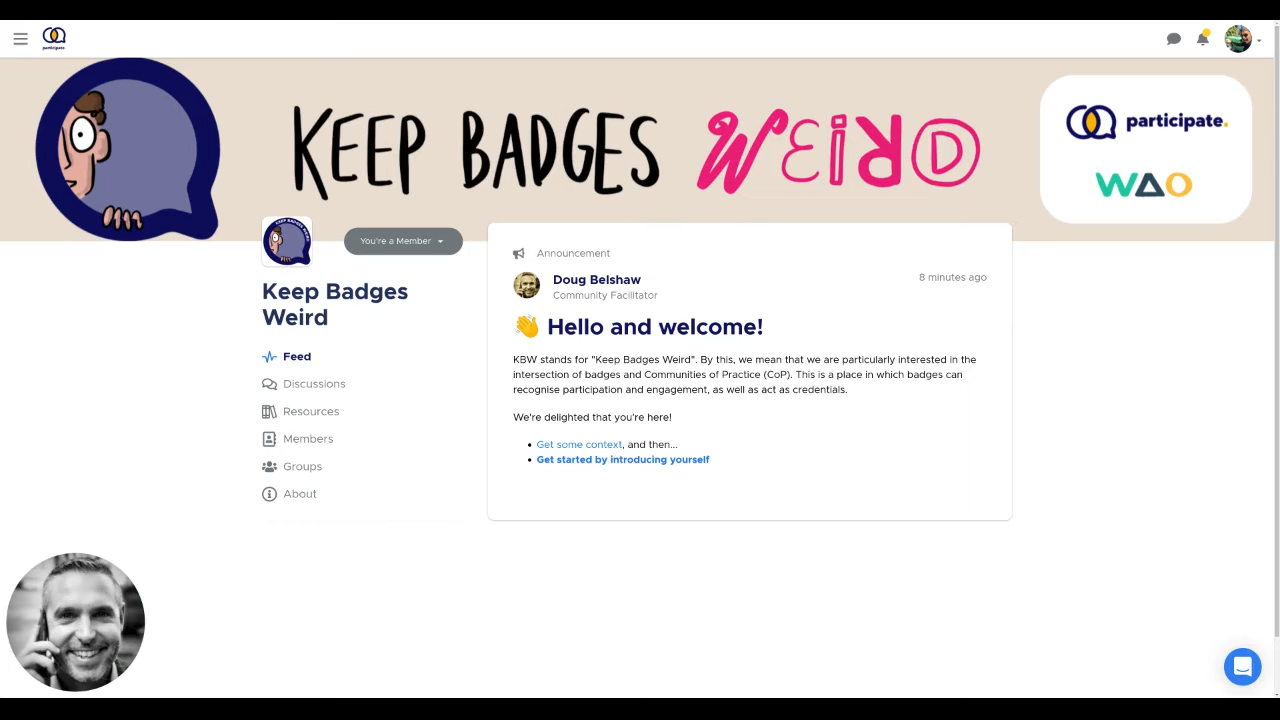 participate.
KEEP BADGES WEIRD
participate.
WAO
You're a Member
Keep Badges
Weird
Feed
Discussions
Resources
Members
Groups
About
Announcement
Doug Belshaw
8 minutes ago
Community Facilitator
👋 Hello and welcome!
KBW stands for "Keep Badges Weird". By this, we mean that we are particularly interested in the
intersection of badges and Communities of Practice (CoP). This is a place in which badges can
recognise participation and engagement, as well as act as credentials.
We're delighted that you're here!
• Get some context, and then...
• Get started by introducing yourself